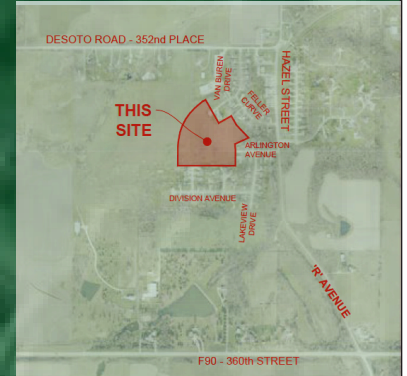 DESOTO ROAD - 352nd PLACE
VAN BUREN
DRIVE
HAZEL STREET
FELLER
CURVE
THIS
SITE
ARLINGTON
AVENUE
DIVISION AVENUE
LAKEVIEW
DRIVE
'R' AVENUE
F90 - 360th STREET